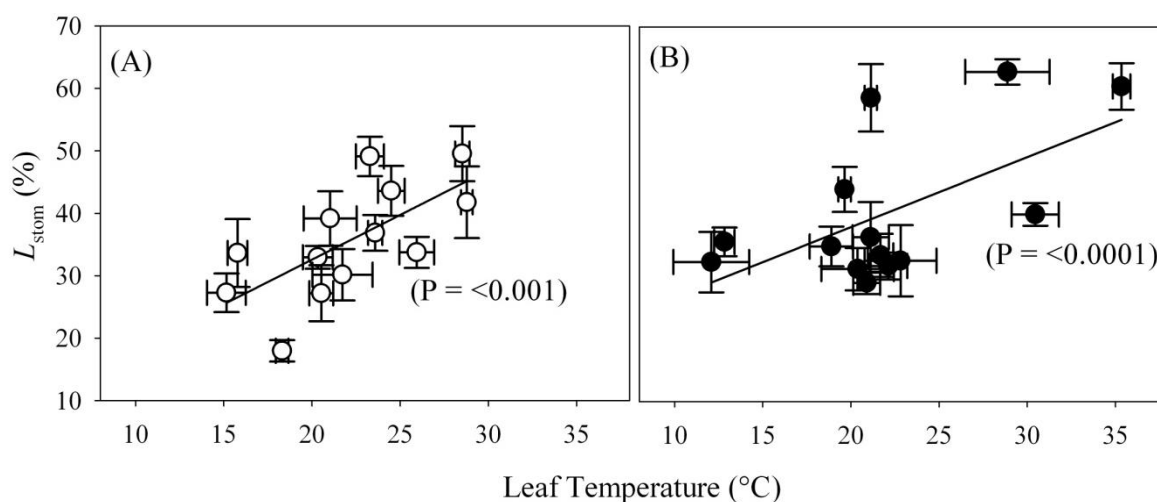 70
60
50
40
30
20
10
L stom (%)
(A)
(P = <0.001)
(B)
(P = <0.0001)
10 15 20 25 30 35
10 15 20 25 30 35
Leaf Temperature (°C)